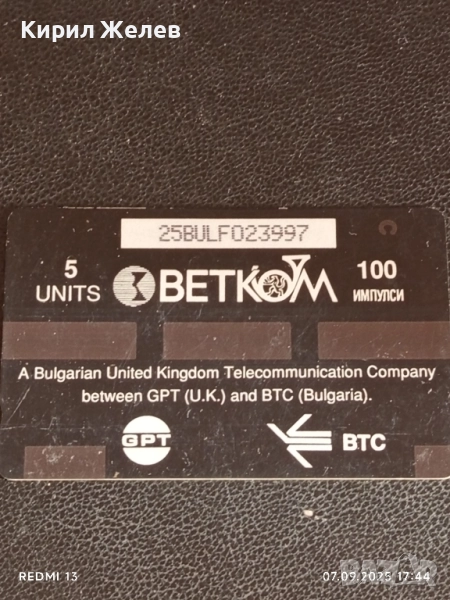 Кирил Желев
25BULF023997
5
UNITS
BETKOM
100
ИМПУЛСИ
C
A Bulgarian United Kingdom Telecommunication Company
between GPT (U.K.) and BTC (Bulgaria).
GPT
BTC
REDMI 13
07.09.2025 17:44